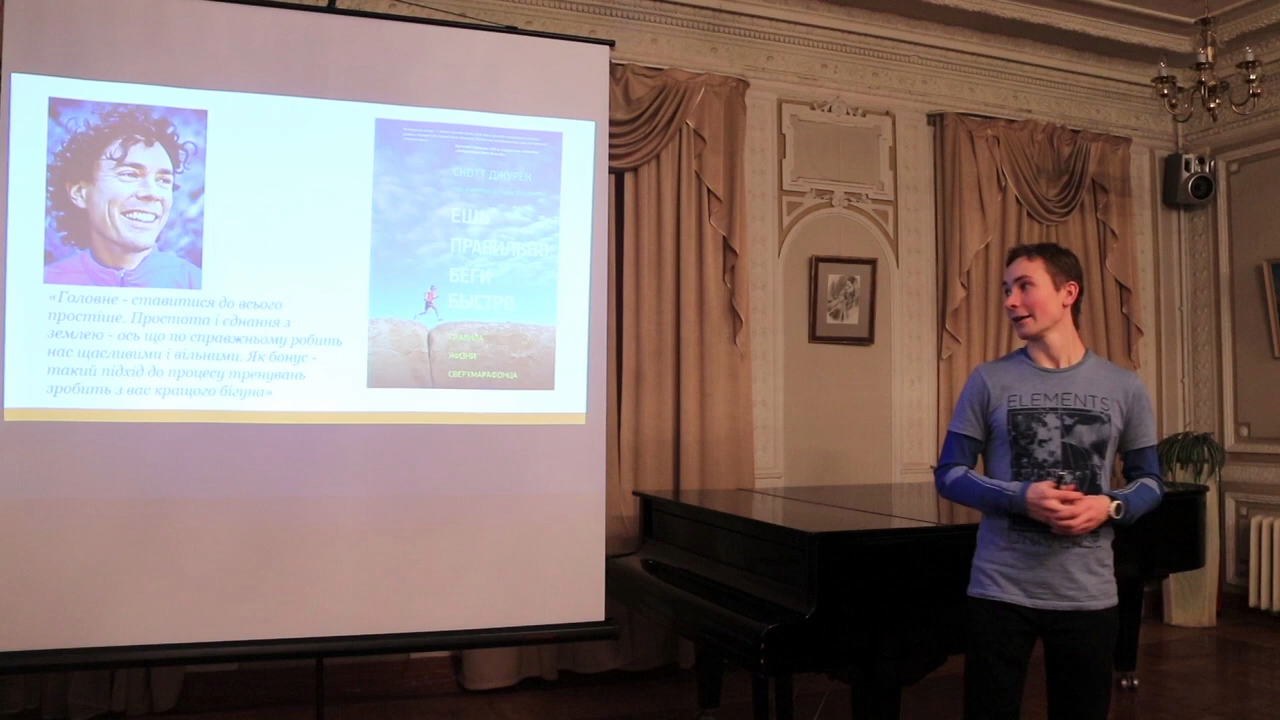 СКОТТ ДЖУРЕК
ЕШЬ
ПРАВИЛЬНО
БЕГИ
БЫСТРО
ПРАВИЛА
ЖИЗНИ
СВЕРХМАРАФОНЦА
«Головне - ставитися до всього
простіше. Простота і єднання з
землею - ось що по справжньому робить
нас щасливими і вільними. Як бонус -
такий підхід до процесу тренувань
зробить з вас кращого бігуна»
ELEMENTS